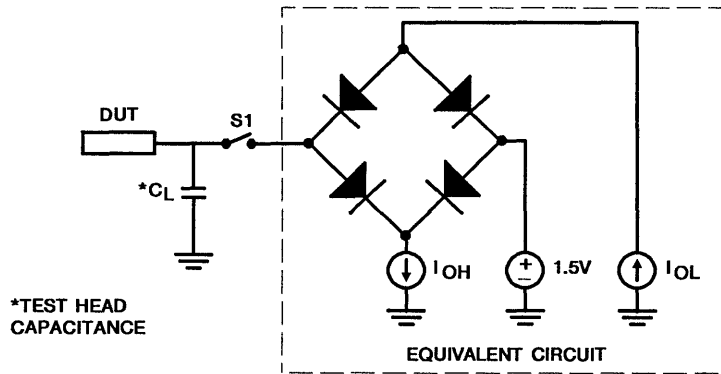 DUT
S1
*CL
IOH
+
−
1.5V
IOL
*TEST HEAD
CAPACITANCE
EQUIVALENT CIRCUIT